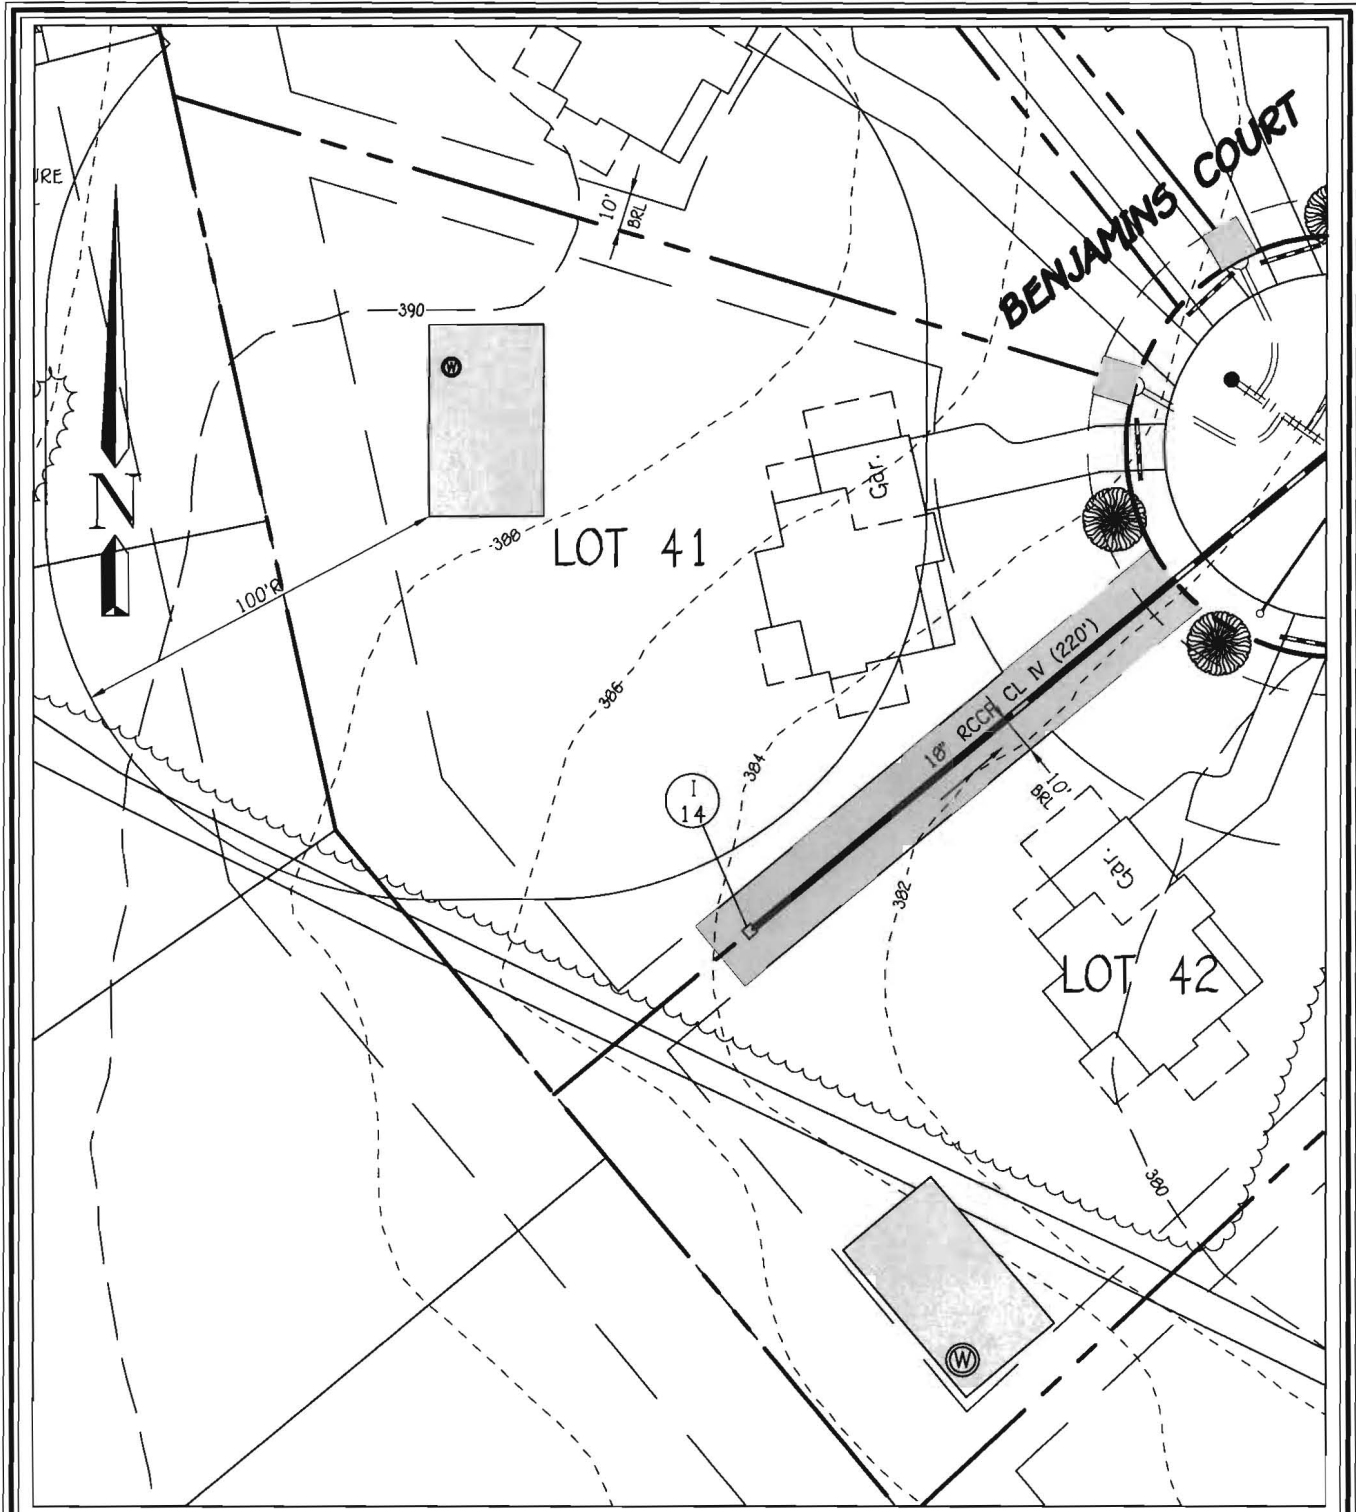 BENJAMINS COURT
URE
10'
BRL
390
W
N
Gar.
388
LOT 41
100'R
386
18" RCCP CL IV (220')
384
10'
BRL
I
14
Gar.
382
LOT 42
380
W